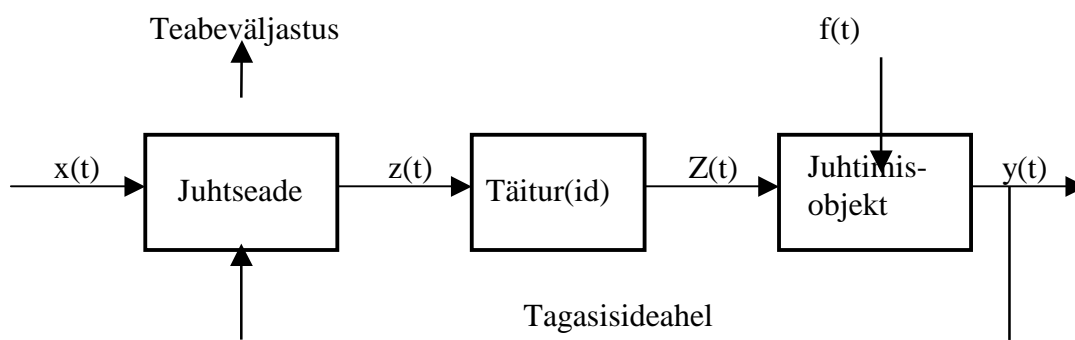 Teabeväljastus
f(t)
x(t)
Juhtseade
z(t)
Täitur(id)
Z(t)
Juhtimis-
objekt
y(t)
Tagasisideahel